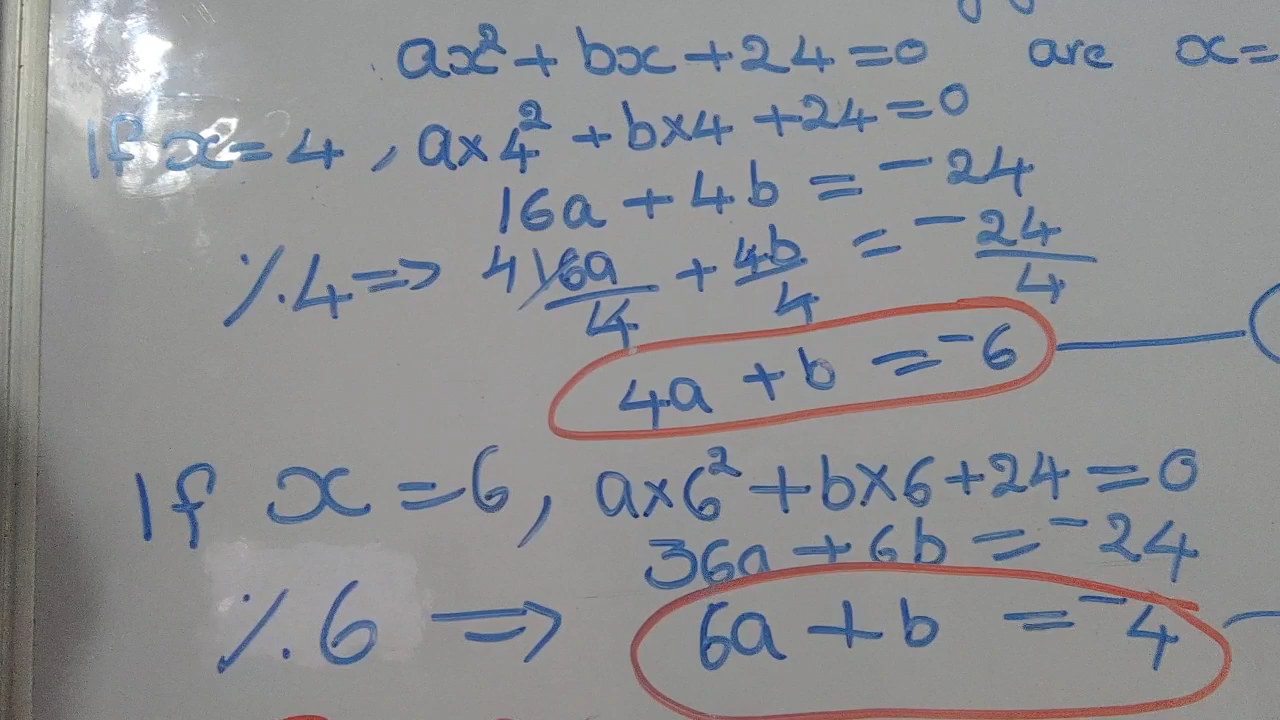 ax² + bx + 24 = 0 are x =
If x = 4, a×4² + b×4 + 24 = 0
16a + 4b = ⁻24
⁒4 ⇒ 4 16a/4 + 4b/4 = ⁻24/4
4a + b = ⁻6
If x = 6, a×6² + b×6 + 24 = 0
36a + 6b = ⁻24
⁒6 ⇒ 6a + b = ⁻4